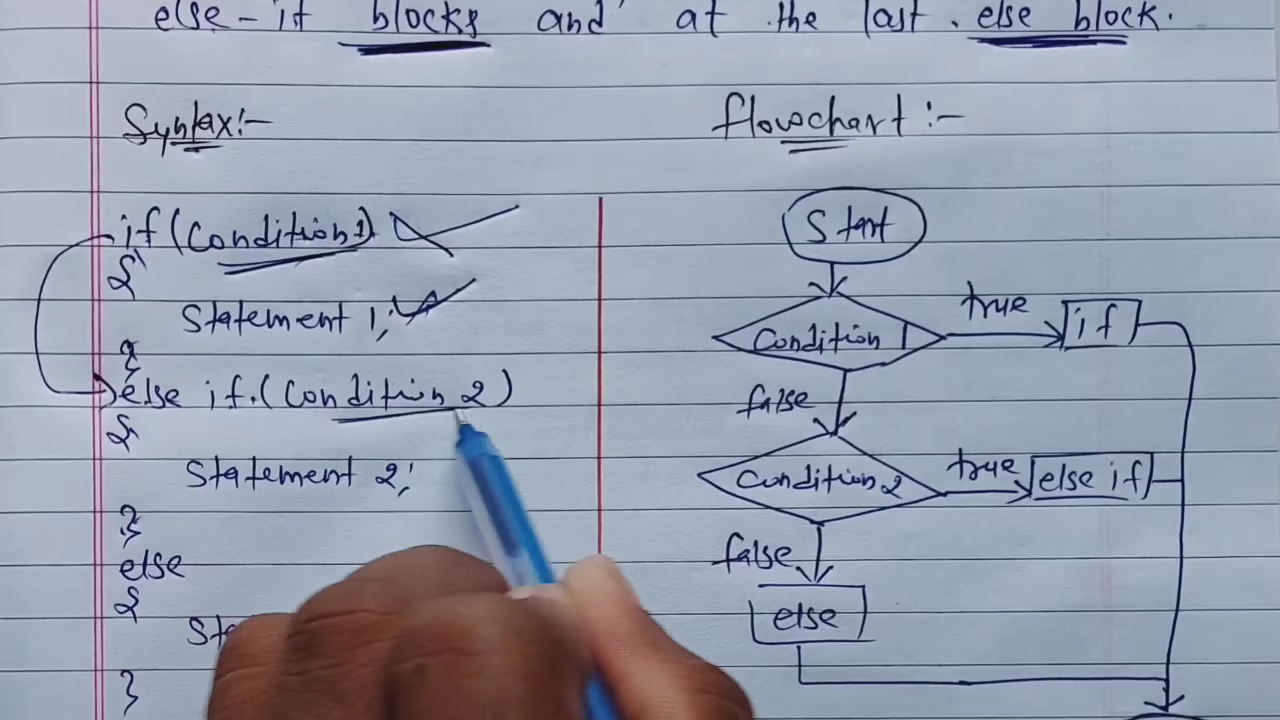 else-if blocks and at the last else block.
Syntax:-
if (Condition1)
{
Statement 1;
}
else if (Condition 2)
{
Statement 2;
}
else
{
}
flowchart :-
Start
Condition 1
true
if
false
Condition 2
true
else if
false
else